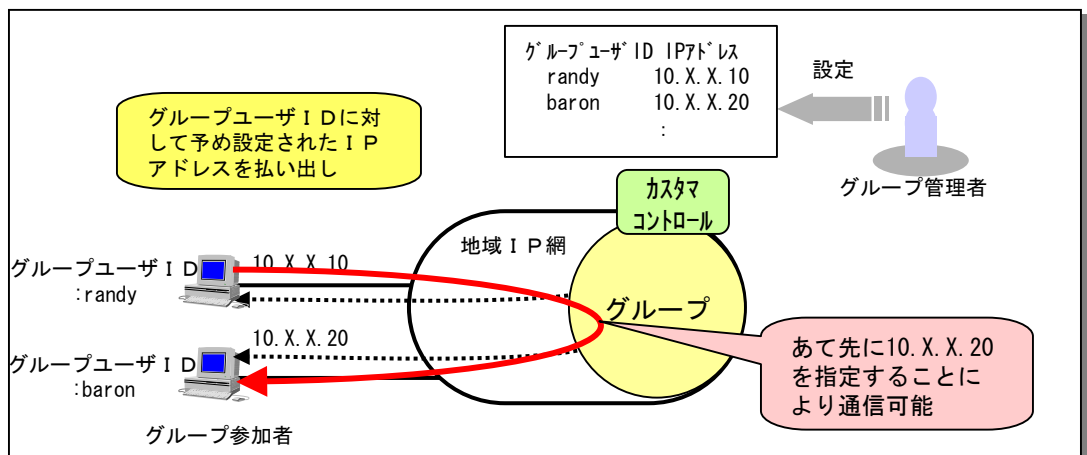 グループユーザID IPアドレス
randy 10.X.X.10
baron 10.X.X.20
:
設定
グループ管理者
グループユーザIDに対
して予め設定されたIP
アドレスを払い出し
カスタマ
コントロール
地域IP網
グループユーザID
:randy
10.X.X.10
グループ
10.X.X.20
グループユーザID
:baron
あて先に10.X.X.20
を指定することに
より通信可能
グループ参加者